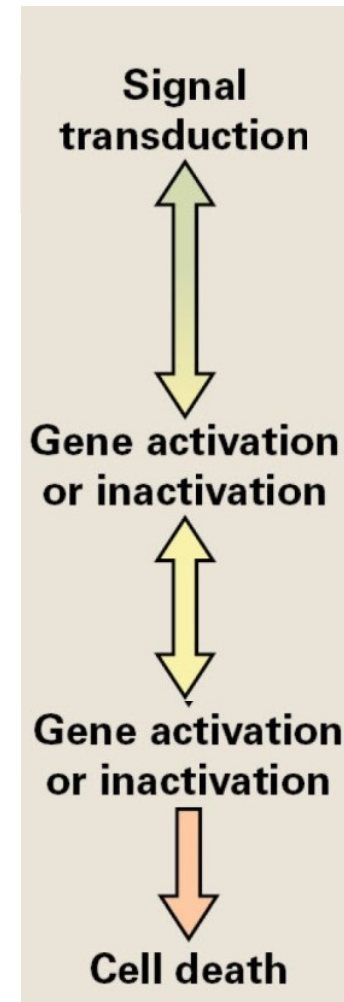 Signal
transduction
Gene activation
or inactivation
Gene activation
or inactivation
Cell death